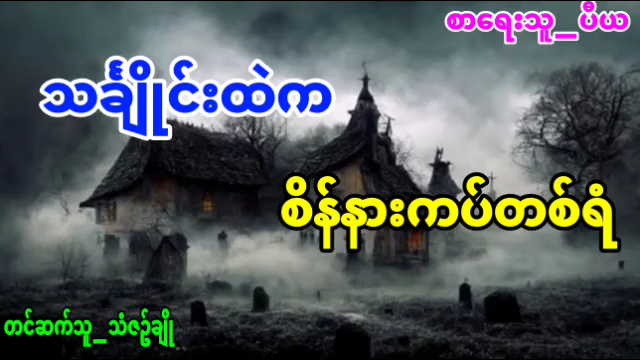 စာရေးသူ_ပီယ
သင်္ချိုင်းထဲက
စိန်နားကပ်တစ်ရံ
တင်ဆက်သူ_သံဇဉ်ချို